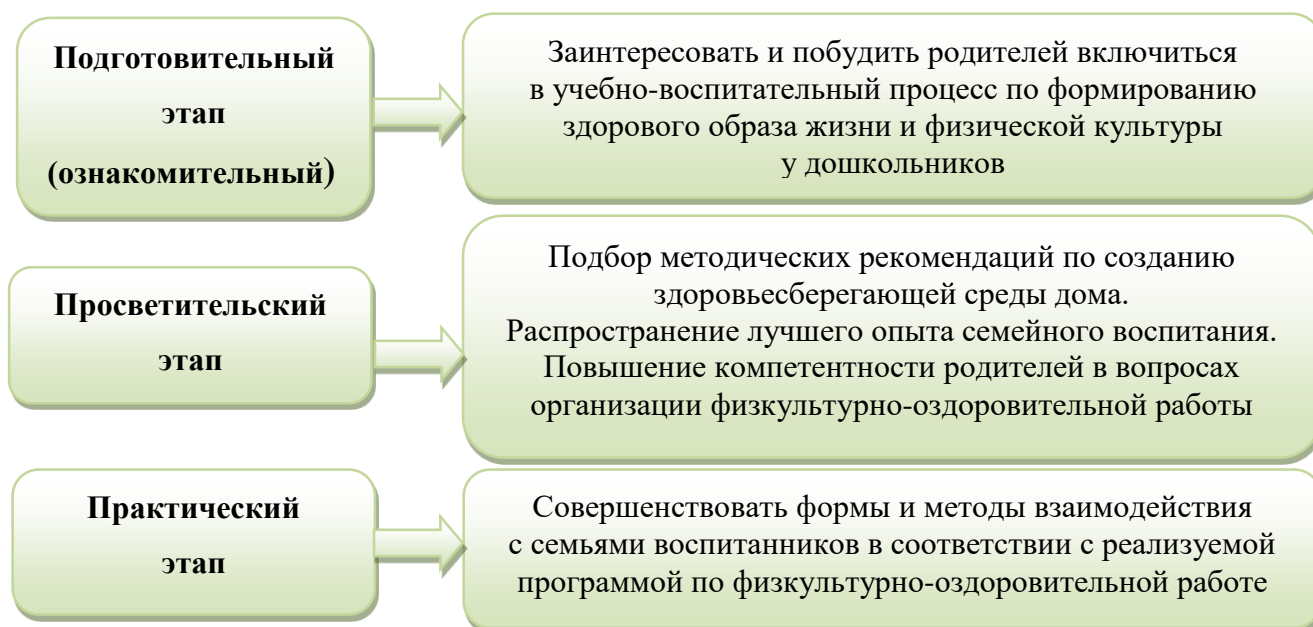 Подготовительный
этап
(ознакомительный)
Заинтересовать и побудить родителей включиться
в учебно-воспитательный процесс по формированию
здорового образа жизни и физической культуры
у дошкольников
Просветительский
этап
Подбор методических рекомендаций по созданию
здоровьесберегающей среды дома.
Распространение лучшего опыта семейного воспитания.
Повышение компетентности родителей в вопросах
организации физкультурно-оздоровительной работы
Практический
этап
Совершенствовать формы и методы взаимодействия
с семьями воспитанников в соответствии с реализуемой
программой по физкультурно-оздоровительной работе